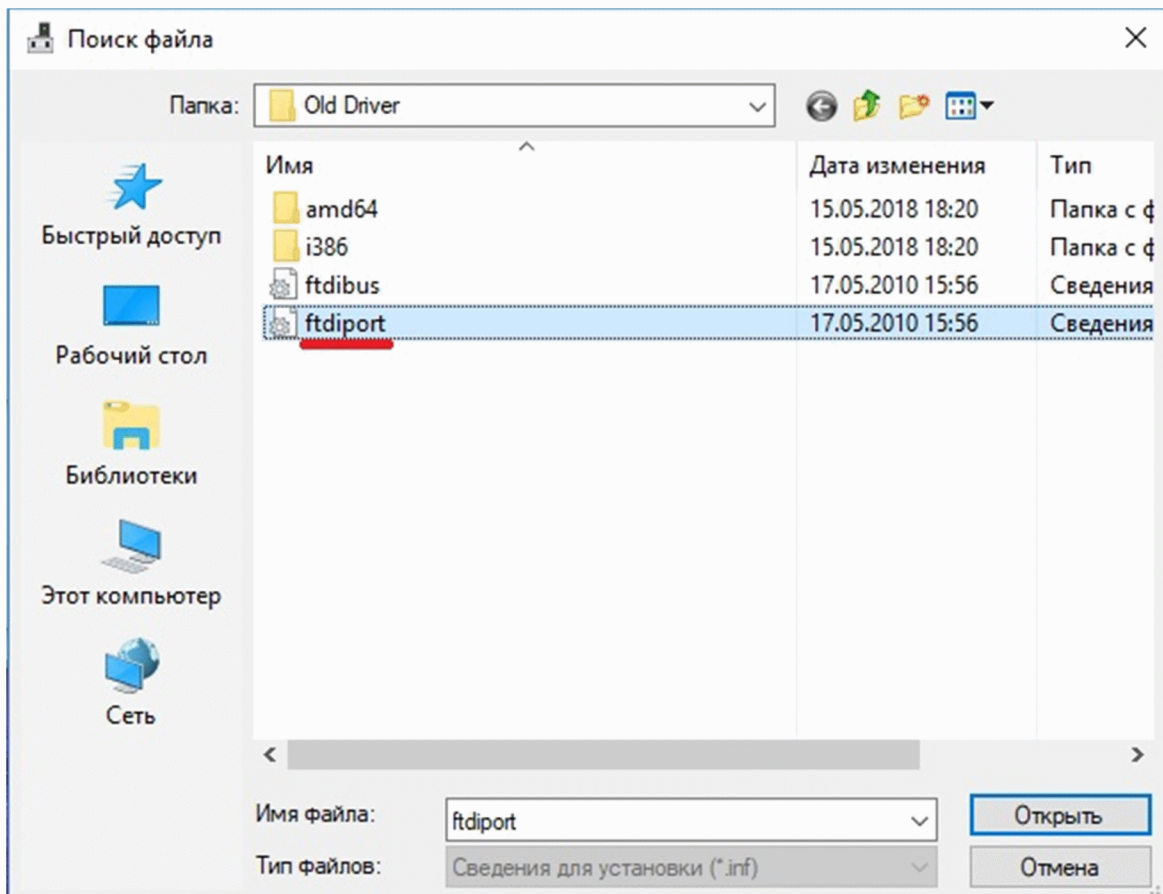 Поиск файла
Папка: Old Driver
Имя Дата изменения Тип
amd64 15.05.2018 18:20 Папка с ф
i386 15.05.2018 18:20 Папка с ф
ftdibus 17.05.2010 15:56 Сведения
ftdiport 17.05.2010 15:56 Сведения
Быстрый доступ
Рабочий стол
Библиотеки
Этот компьютер
Сеть
Имя файла: ftdiport Открыть
Тип файлов: Сведения для установки (*.inf) Отмена